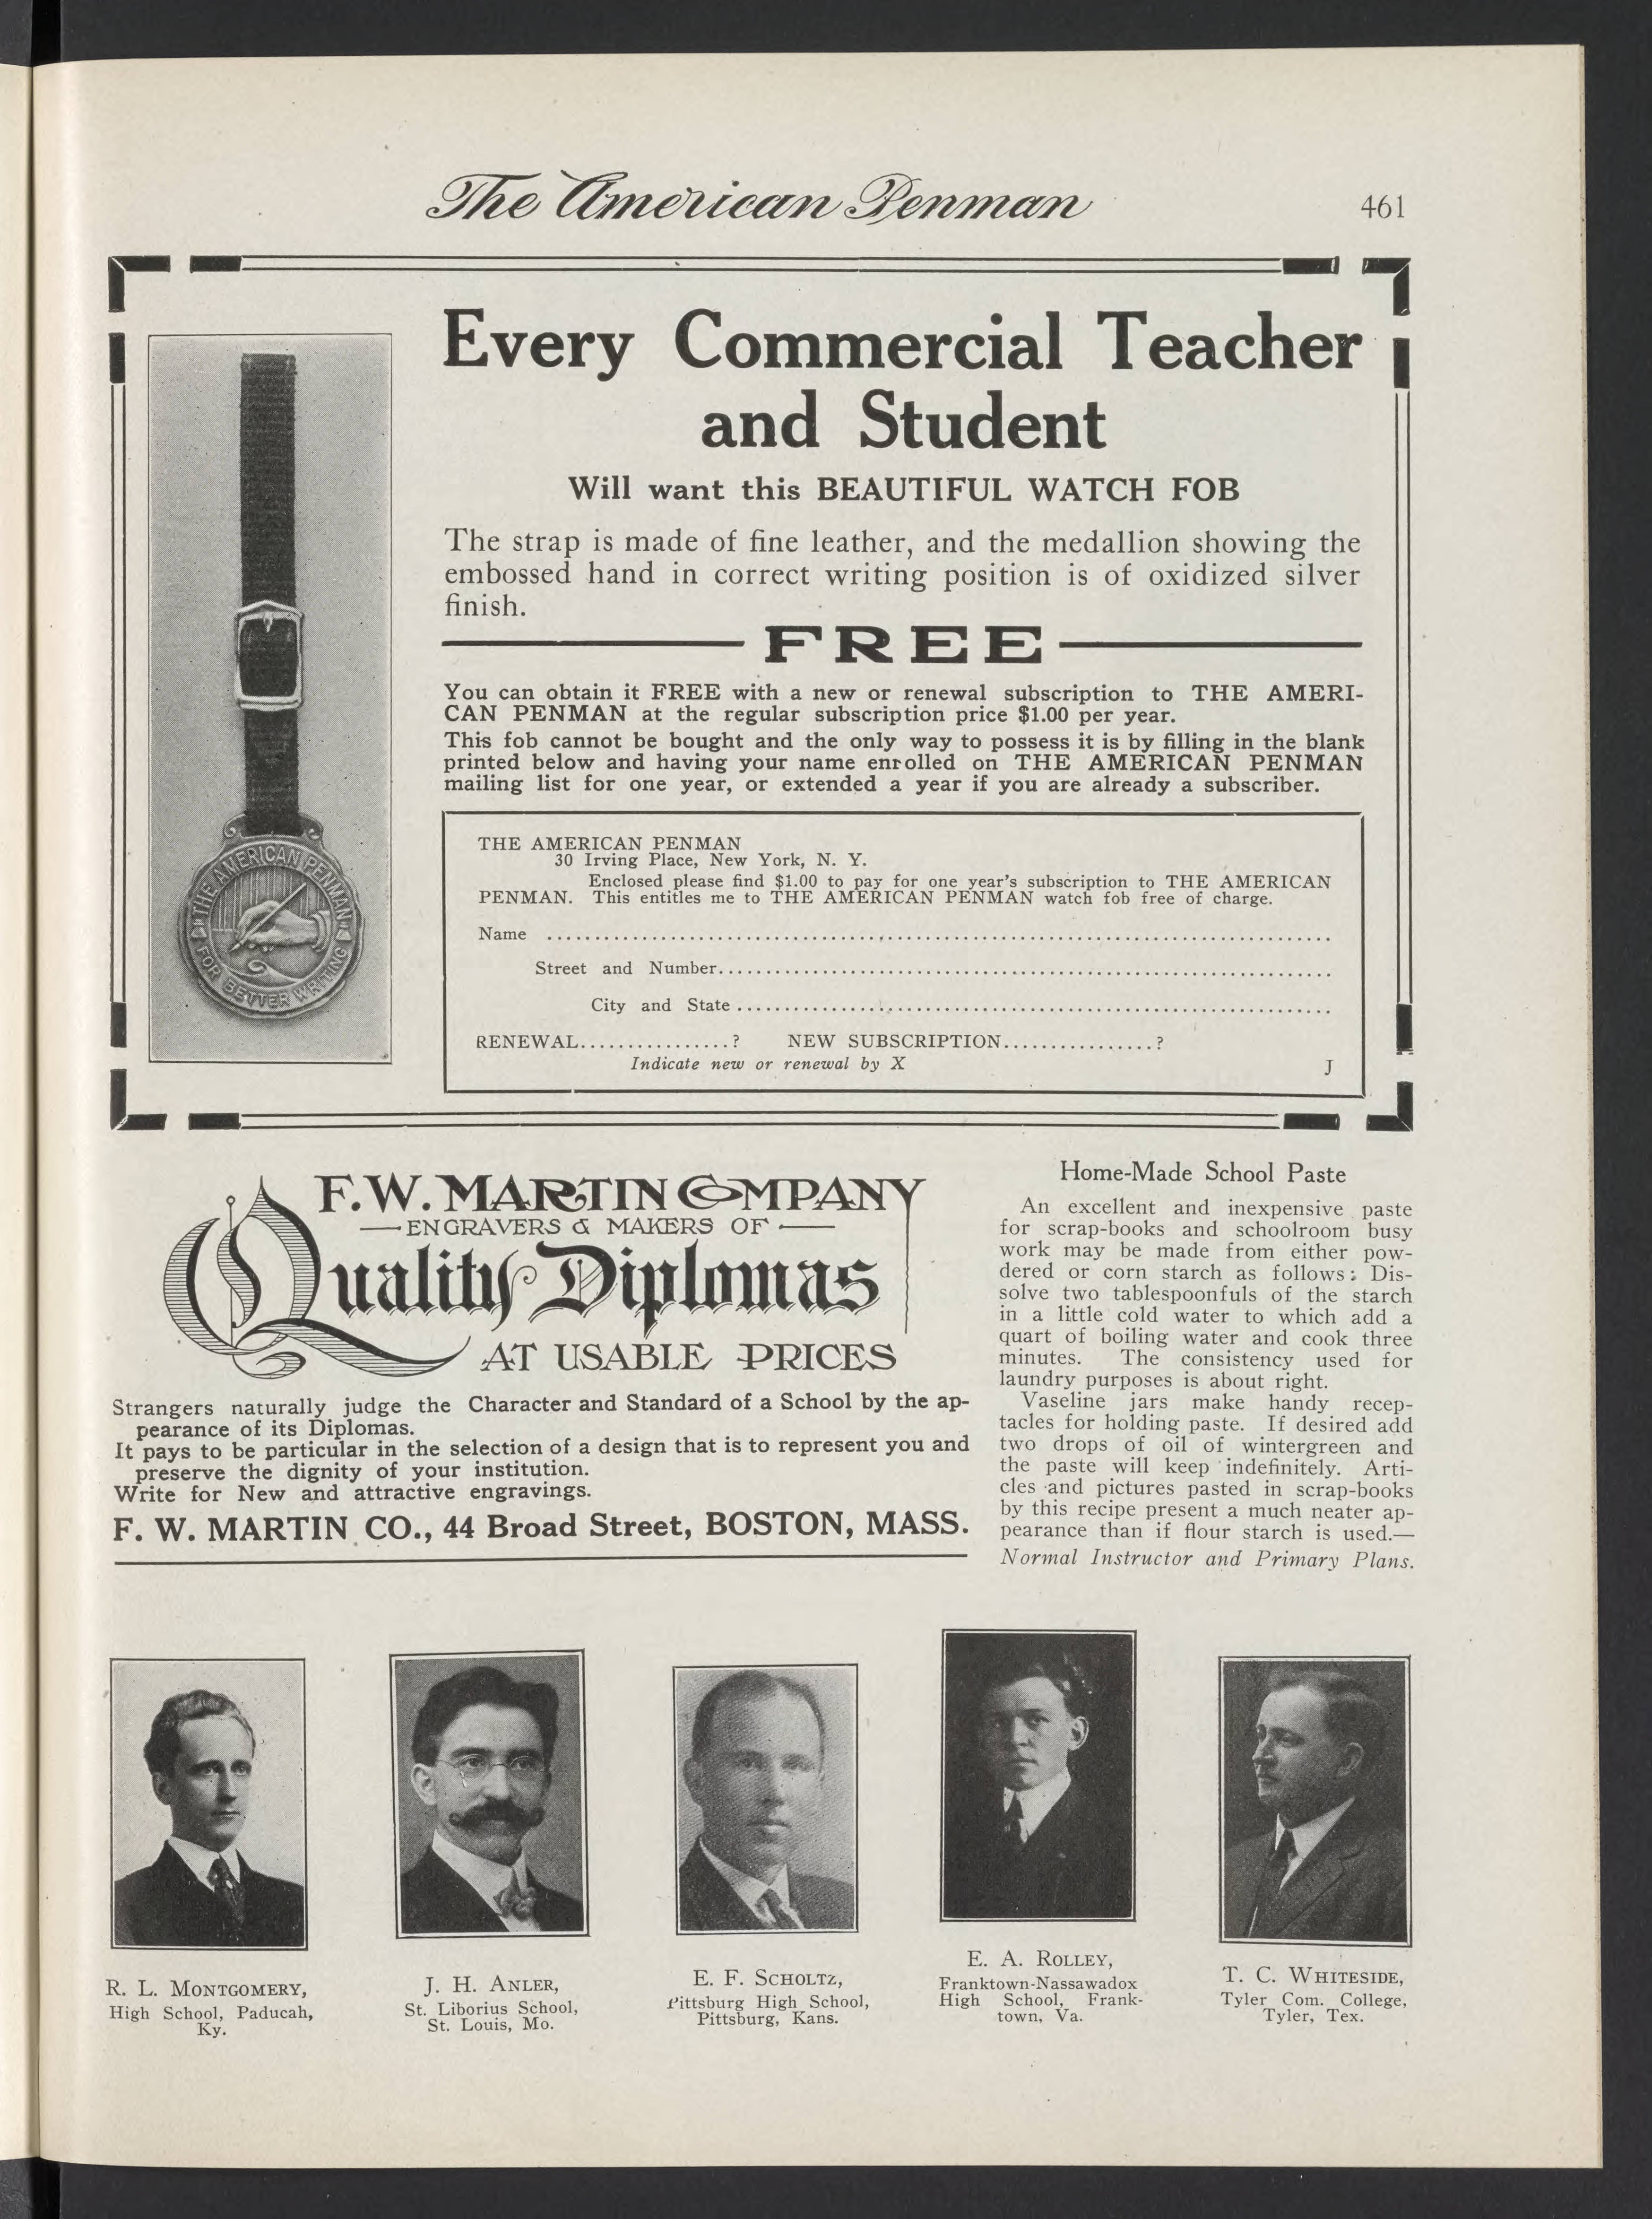 The American Penman
461
Every Commercial Teacher
and Student
Will want this BEAUTIFUL WATCH FOB
The strap is made of fine leather, and the medallion showing the
embossed hand in correct writing position is of oxidized silver
finish.
FREE
You can obtain it FREE with a new or renewal subscription to THE AMERI-
CAN PENMAN at the regular subscription price $1.00 per year.
This fob cannot be bought and the only way to possess it is by filling in the blank
printed below and having your name enrolled on THE AMERICAN PENMAN
mailing list for one year, or extended a year if you are already a subscriber.
THE AMERICAN PENMAN
FOR BETTER WRITING
THE AMERICAN PENMAN
30 Irving Place, New York, N. Y.
Enclosed please find $1.00 to pay for one year's subscription to THE AMERICAN
PENMAN. This entitles me to THE AMERICAN PENMAN watch fob free of charge.
Name ................................................................
Street and Number................................................................
City and State................................................................
RENEWAL................? NEW SUBSCRIPTION................?
Indicate new or renewal by X
J
F. W. MARTIN COMPANY
ENGRAVERS & MAKERS OF
Quality Diplomas
AT USABLE PRICES
Strangers naturally judge the Character and Standard of a School by the ap-
pearance of its Diplomas.
It pays to be particular in the selection of a design that is to represent you and
preserve the dignity of your institution.
Write for New and attractive engravings.
F. W. MARTIN CO., 44 Broad Street, BOSTON, MASS.
Home-Made School Paste
An excellent and inexpensive paste
for scrap-books and schoolroom busy
work may be made from either pow-
dered or corn starch as follows: Dis-
solve two tablespoonfuls of the starch
in a little cold water to which add a
quart of boiling water and cook three
minutes. The consistency used for
laundry purposes is about right.
Vaseline jars make handy recep-
tacles for holding paste. If desired add
two drops of oil of wintergreen and
the paste will keep indefinitely. Arti-
cles and pictures pasted in scrap-books
by this recipe present a much neater ap-
pearance than if flour starch is used.—
Normal Instructor and Primary Plans.
R. L. MONTGOMERY,
High School, Paducah,
Ky.
J. H. ANLER,
St. Liborius School,
St. Louis, Mo.
E. F. SCHOLTZ,
Pittsburg High School,
Pittsburg, Kans.
E. A. ROLLEY,
Franktown-Nassawadox
High School, Frank-
town, Va.
T. C. WHITESIDE,
Tyler Com. College,
Tyler, Tex.